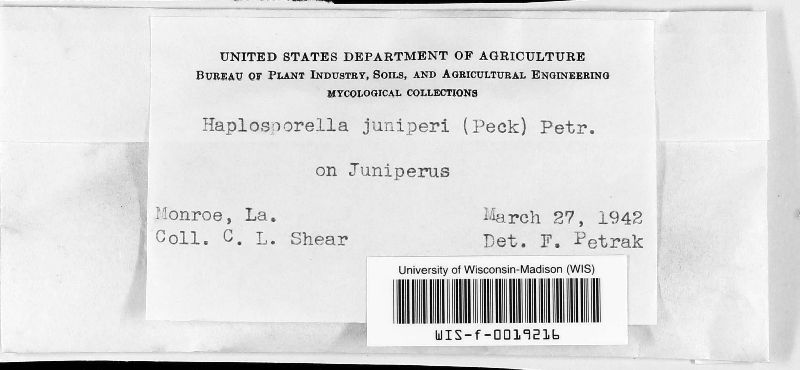 UNITED STATES DEPARTMENT OF AGRICULTURE
BUREAU OF PLANT INDUSTRY, SOILS, AND AGRICULTURAL ENGINEERING
MYCOLOGICAL COLLECTIONS
Haplosporella juniperi (Peck) Petr.
on Juniperus
Monroe, La.
March 27, 1942
Coll. C. L. Shear
Det. F. Petrak
University of Wisconsin-Madison (WIS)
WIS-f-0019216